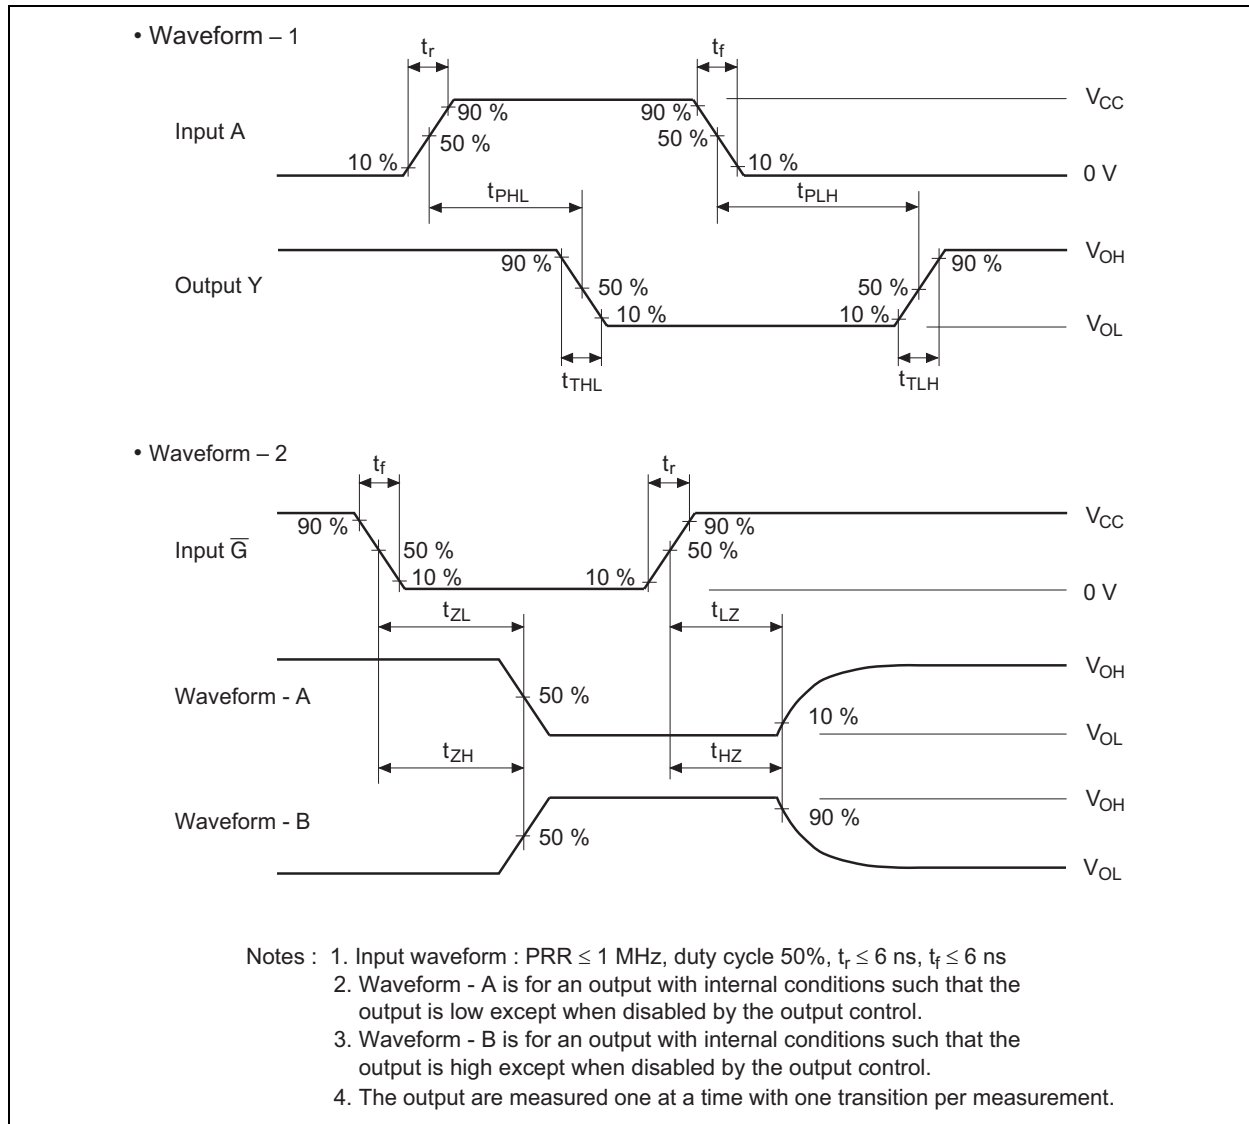 • Waveform – 1
tr
tf
Input A
90 %
50 %
10 %
90 %
50 %
10 %
VCC
0 V
tPHL
tPLH
Output Y
90 %
50 %
10 %
90 %
50 %
10 %
VOH
VOL
tTHL
tTLH
• Waveform – 2
tf
tr
Input G̅
90 %
50 %
10 %
90 %
50 %
10 %
VCC
0 V
tZL
tLZ
Waveform - A
50 %
10 %
VOH
VOL
tZH
tHZ
Waveform - B
50 %
90 %
VOH
VOL
Notes : 1. Input waveform : PRR ≤ 1 MHz, duty cycle 50%, tr ≤ 6 ns, tf ≤ 6 ns
2. Waveform - A is for an output with internal conditions such that the
output is low except when disabled by the output control.
3. Waveform - B is for an output with internal conditions such that the
output is high except when disabled by the output control.
4. The output are measured one at a time with one transition per measurement.